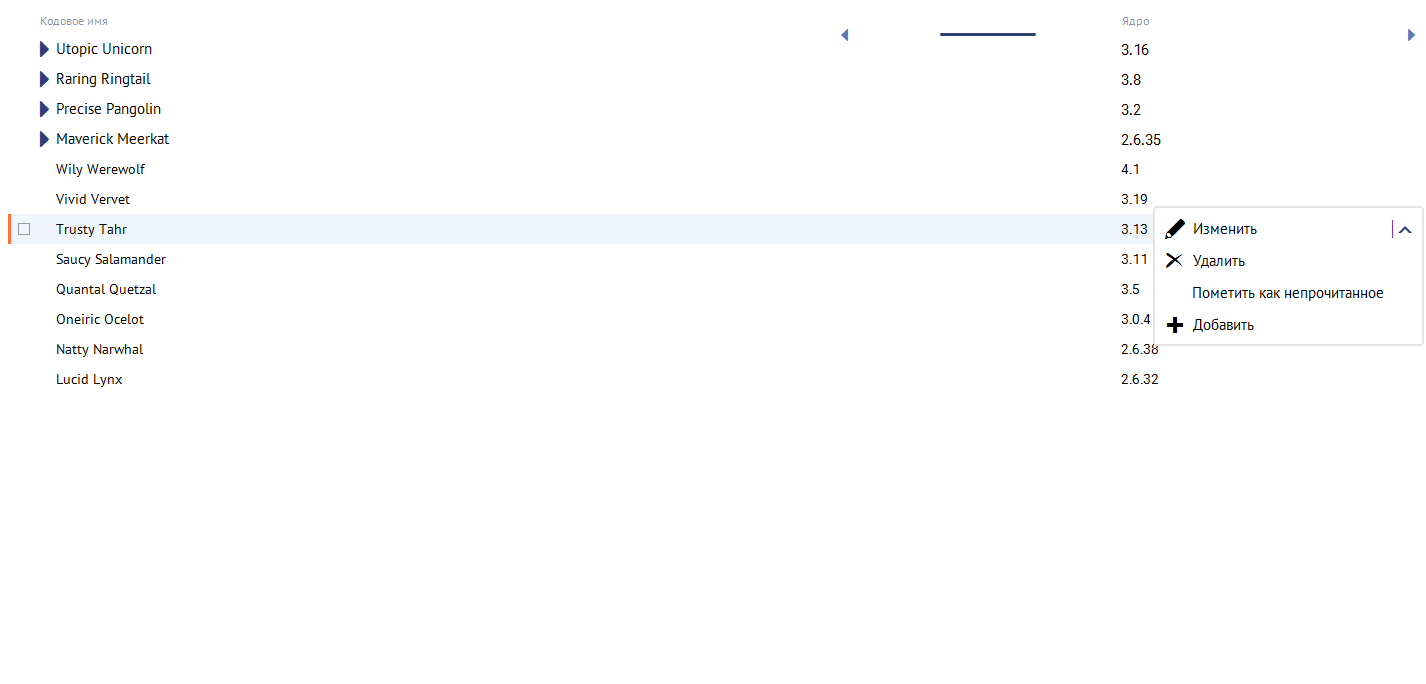 Кодовое имя Ядро
Utopic Unicorn 3.16
Raring Ringtail 3.8
Precise Pangolin 3.2
Maverick Meerkat 2.6.35
Wily Werewolf 4.1
Vivid Vervet 3.19
Trusty Tahr 3.13 Изменить
Saucy Salamander 3.11 Удалить
Quantal Quetzal 3.5 Пометить как непрочитанное
Oneiric Ocelot 3.0.4 Добавить
Natty Narwhal 2.6.38
Lucid Lynx 2.6.32